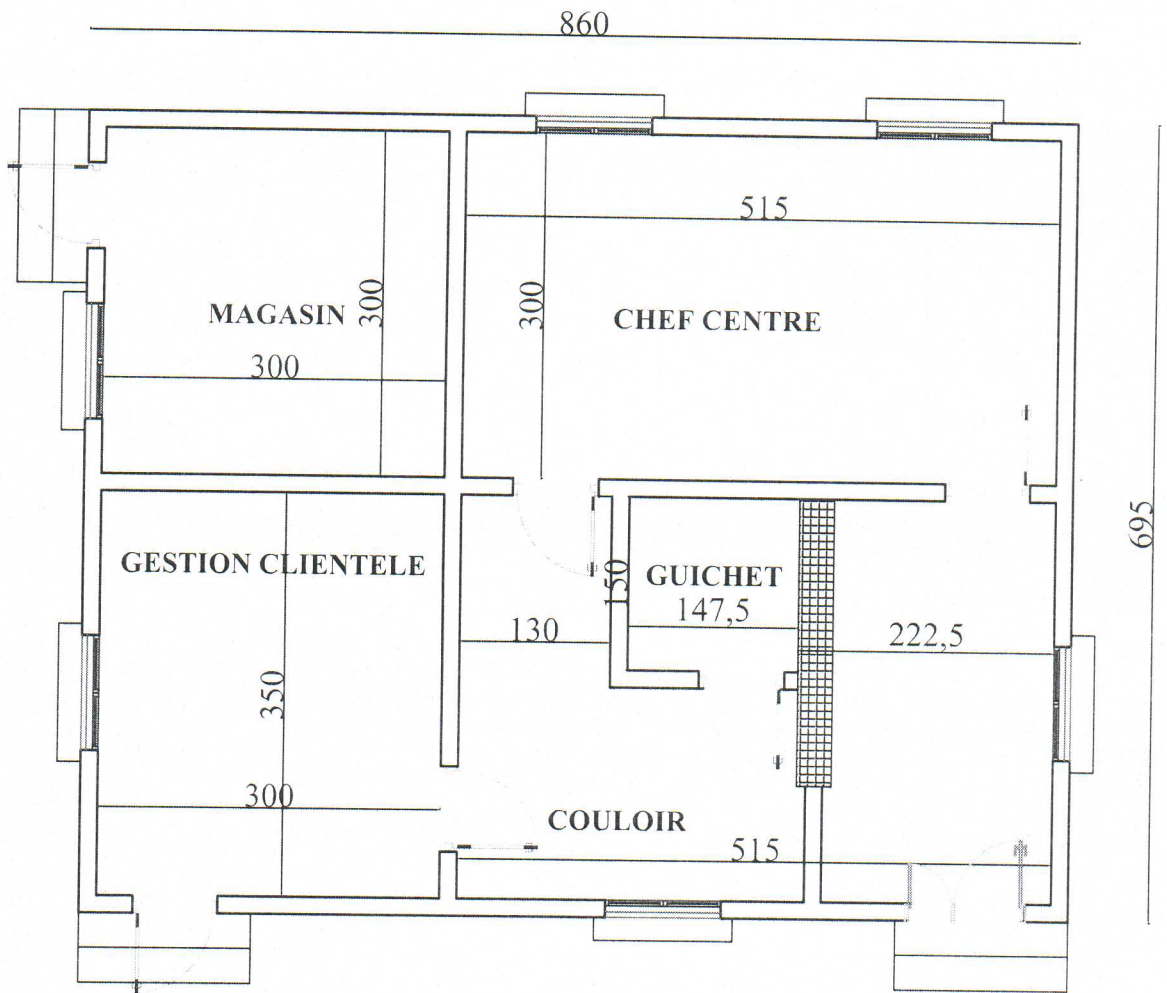 860
515
300
300
MAGASIN
CHEF CENTRE
300
695
GESTION CLIENTELE
150
GUICHET
147,5
130
222,5
350
300
COULOIR
515